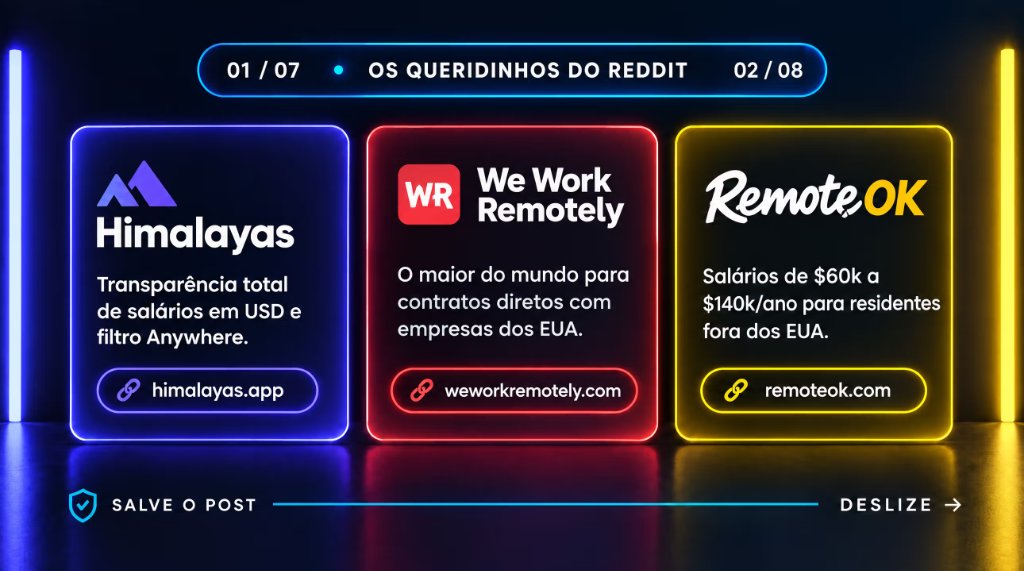 01 / 07 • OS QUERIDINHOS DO REDDIT 02 / 08
Himalayas
Transparência total
de salários em USD e
filtro Anywhere.
himalayas.app
WR
We Work
Remotely
O maior do mundo para
contratos diretos com
empresas dos EUA.
weworkremotely.com
RemoteOK
Salários de $60k a
$140k/ano para residentes
fora dos EUA.
remoteok.com
SALVE O POST
DESLIZE →